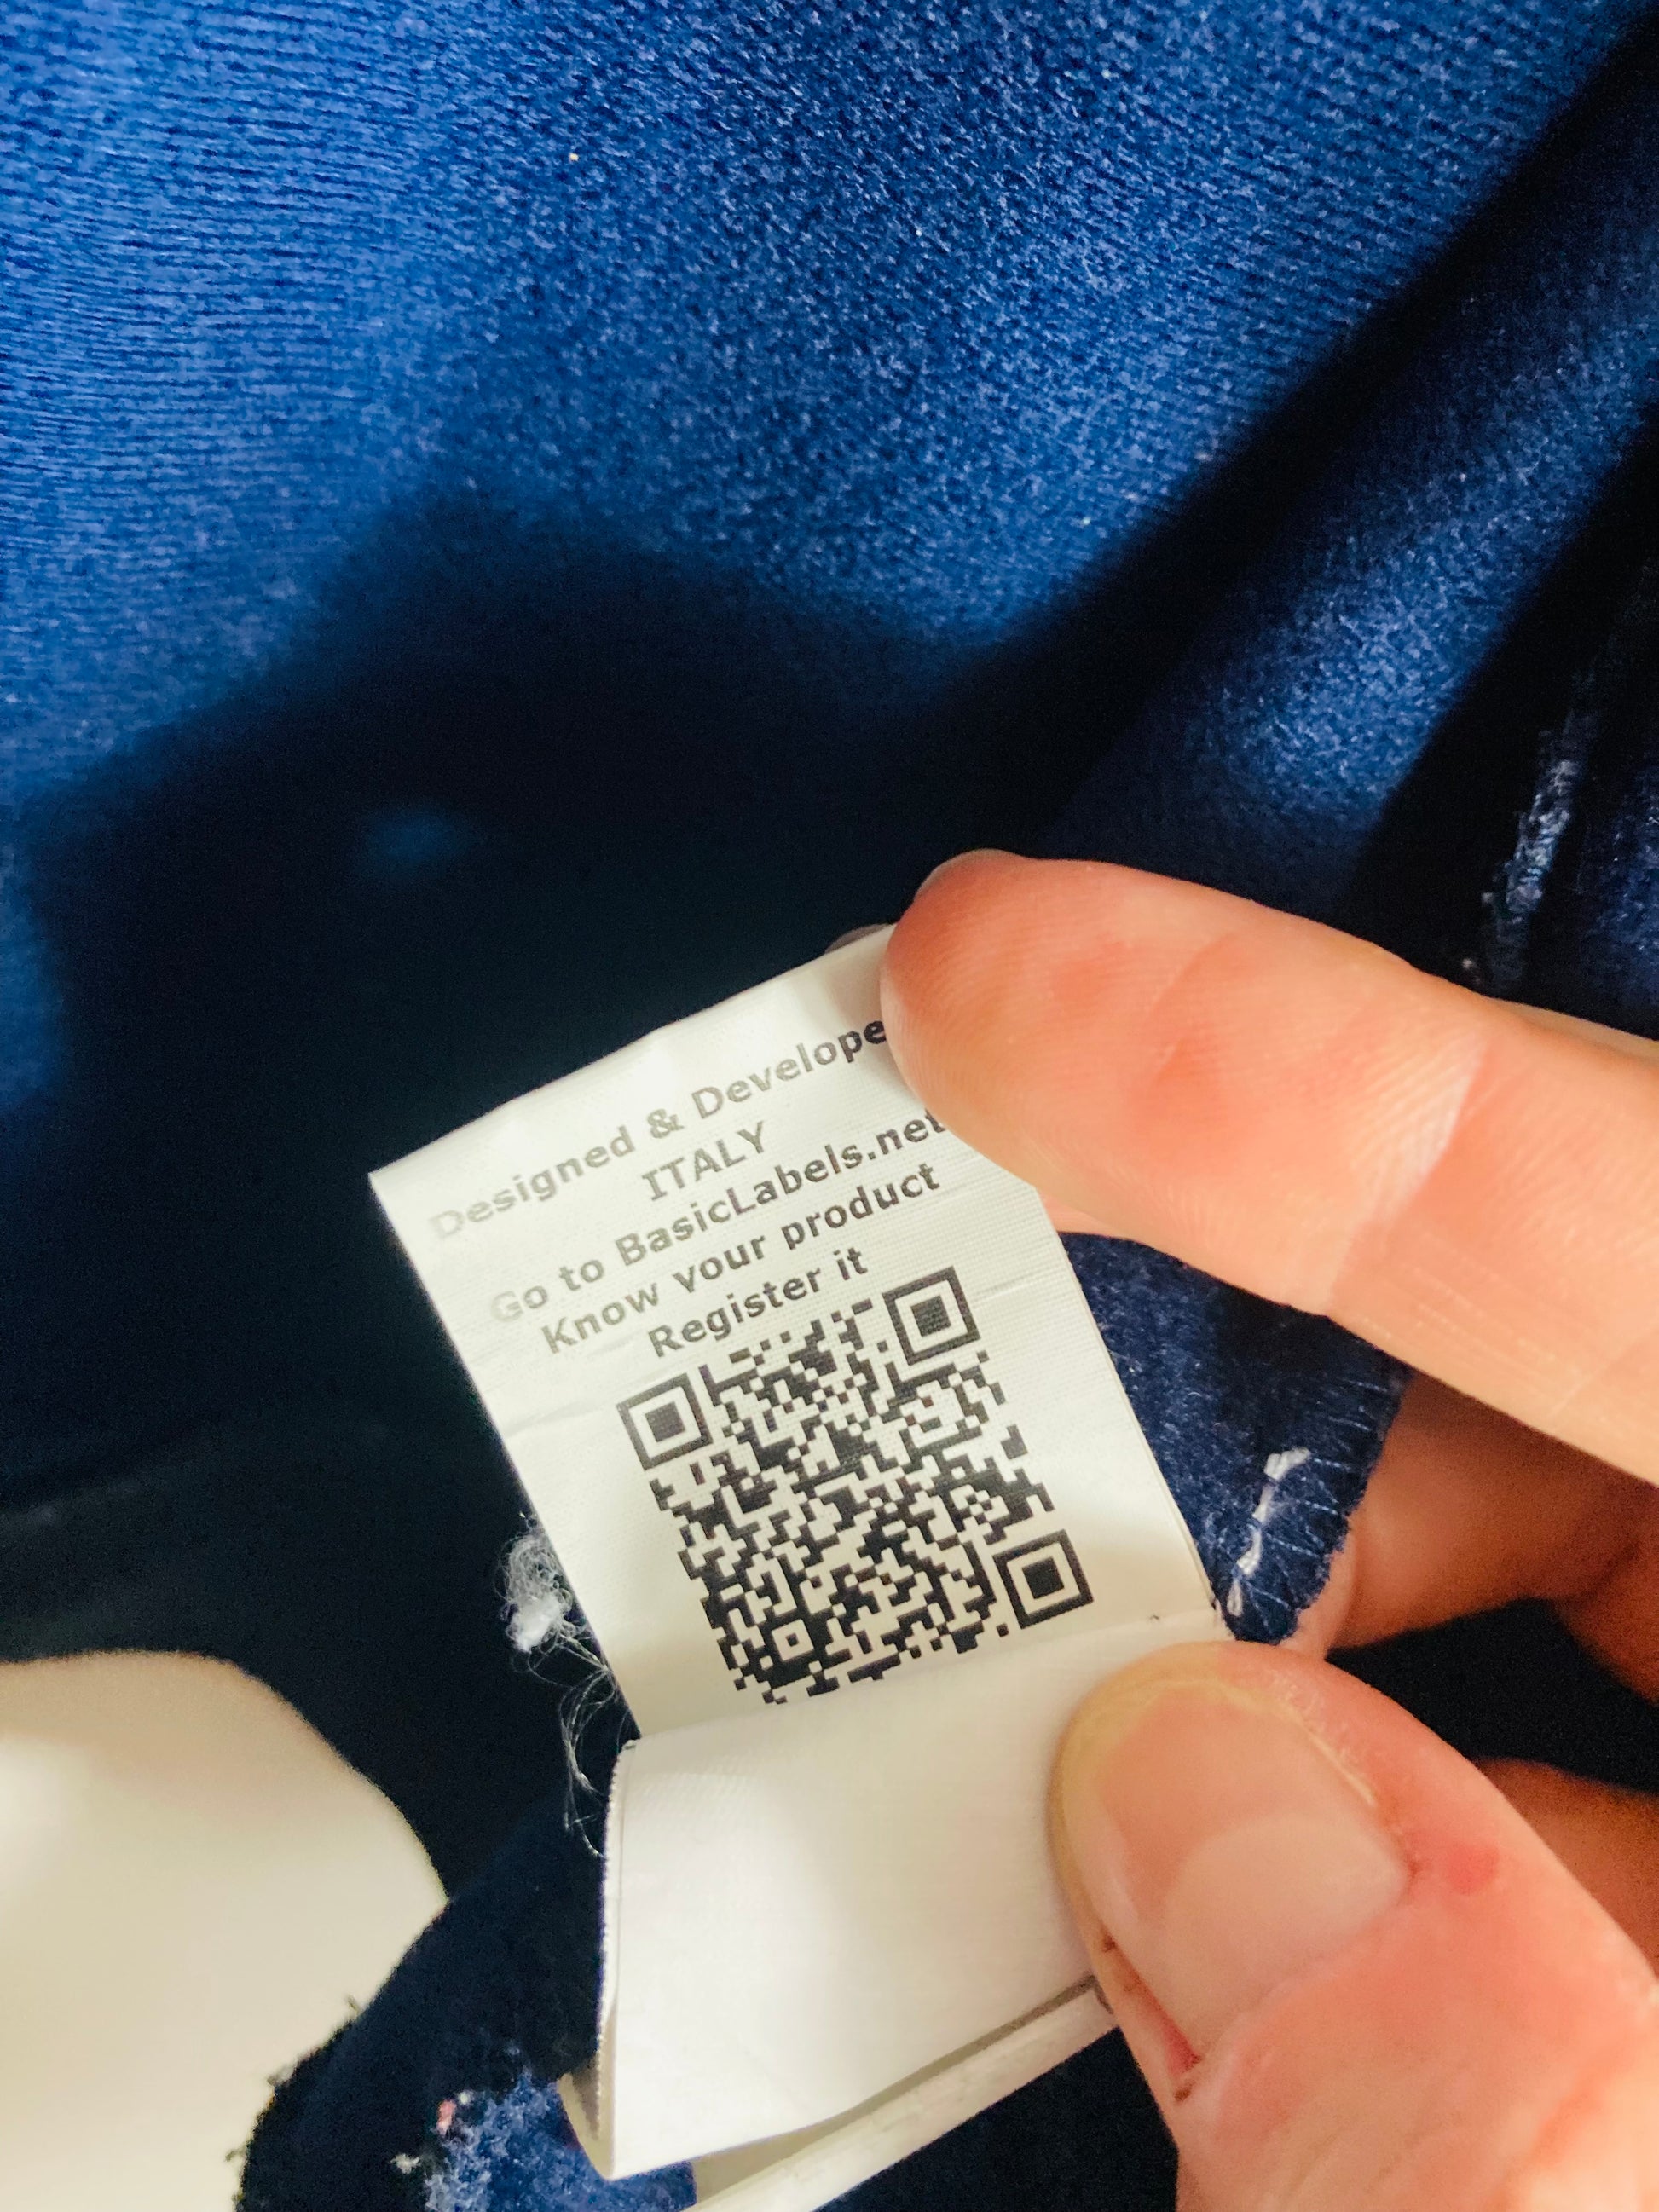 Designed & Develope
ITALY
Go to BasicLabels.net
Know your product
Register it